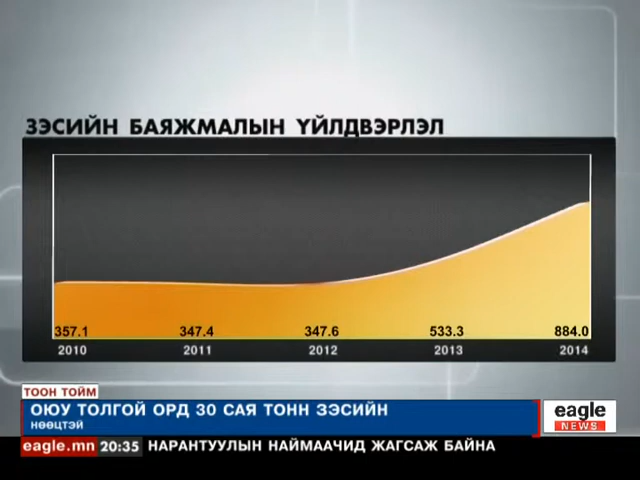 ЗЭСИЙН БАЯЖМАЛЫН ҮЙЛДВЭРЛЭЛ
357.1 347.4 347.6 533.3 884.0
2010 2011 2012 2013 2014
ТООН ТОЙМ
ОЮУ ТОЛГОЙ ОРД 30 САЯ ТОНН ЗЭСИЙН
НӨӨЦТЭЙ
eagle
NEWS
eagle.mn 20:35 НАРАНТУУЛЫН НАЙМААЧИД ЖАГСАЖ БАЙНА